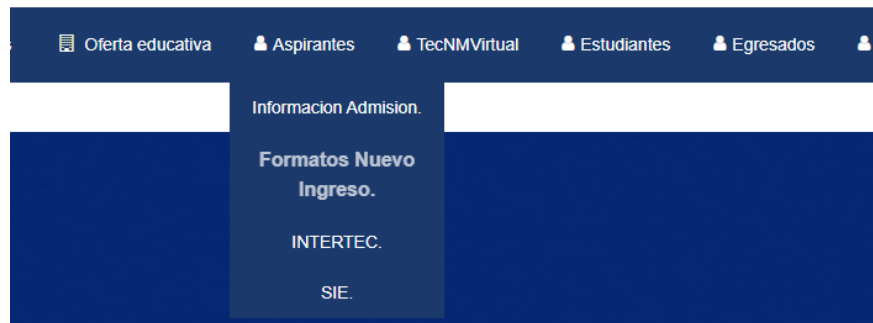 Oferta educativa Aspirantes TecNMVirtual Estudiantes Egresados
Informacion Admision.
Formatos Nuevo
Ingreso.
INTERTEC.
SIE.